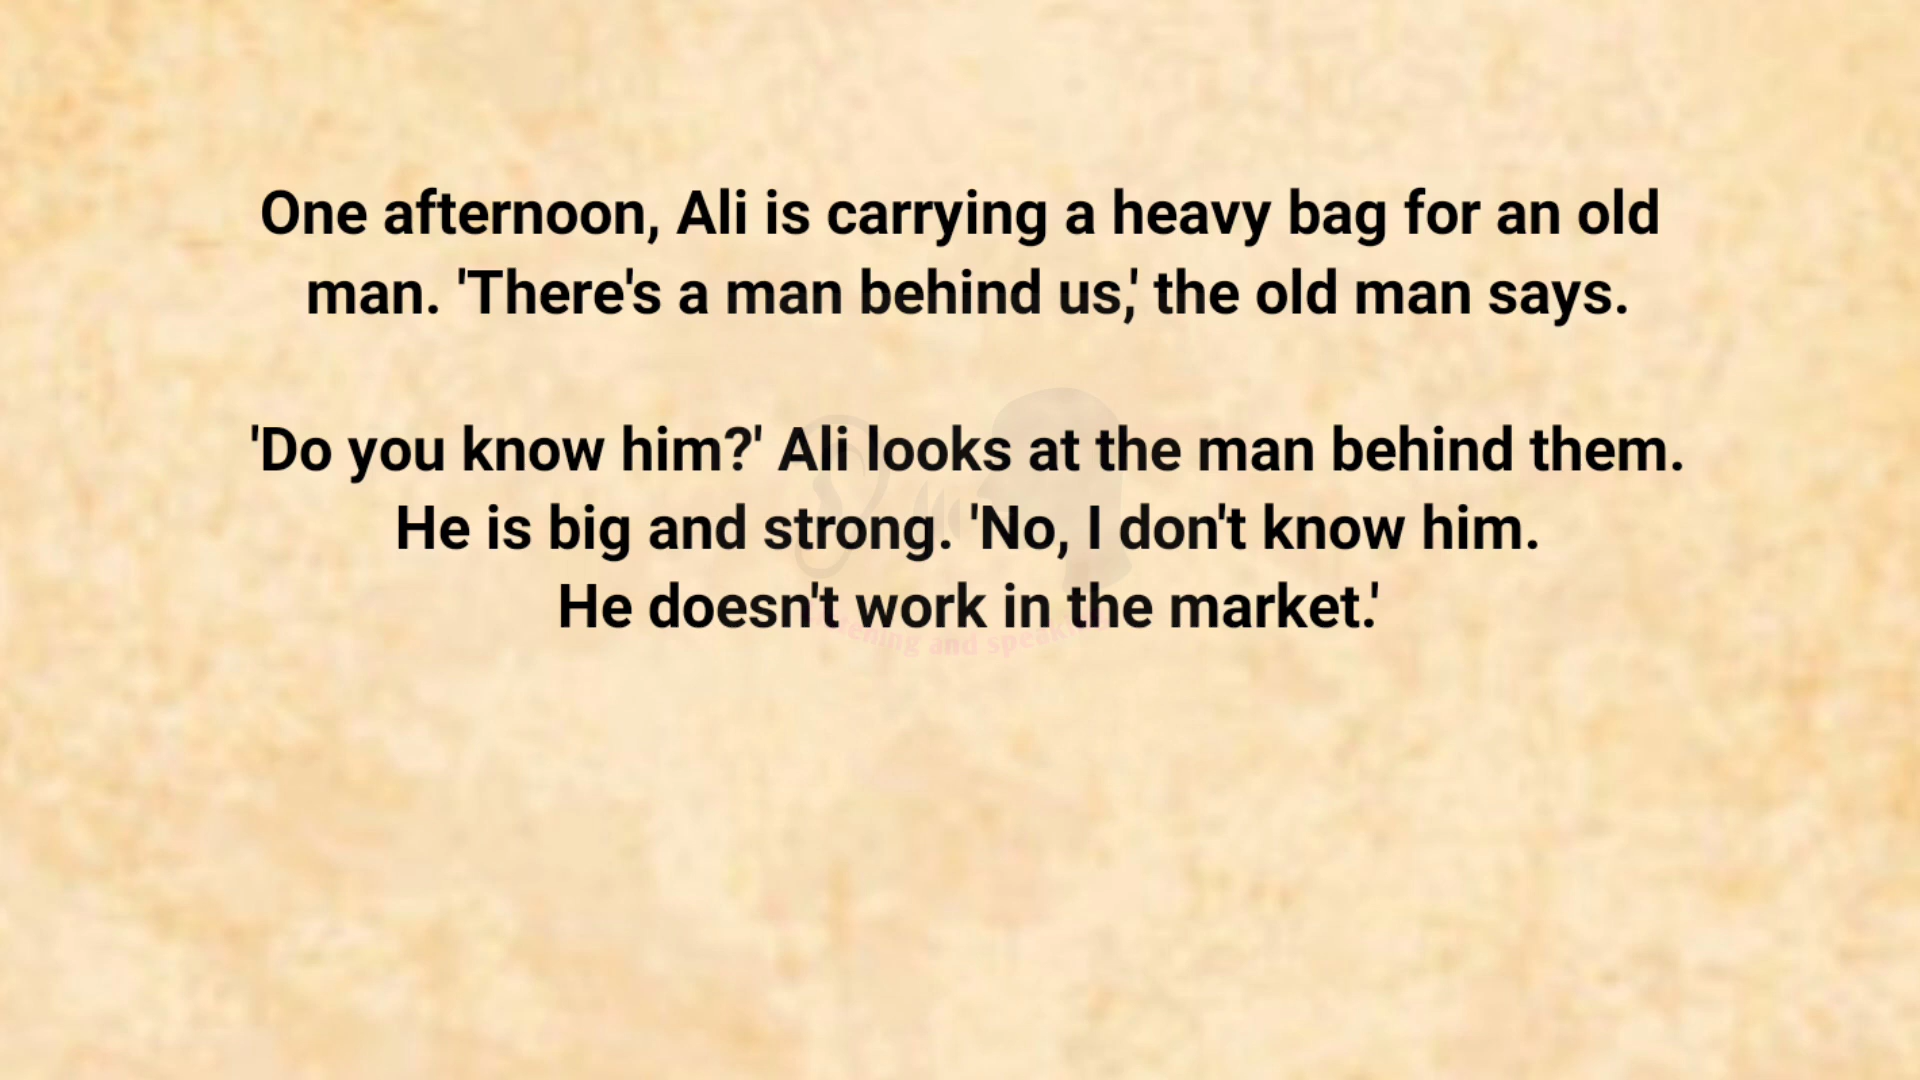 One afternoon, Ali is carrying a heavy bag for an old
man. 'There's a man behind us,' the old man says.
'Do you know him?' Ali looks at the man behind them.
He is big and strong. 'No, I don't know him.
He doesn't work in the market.'
and